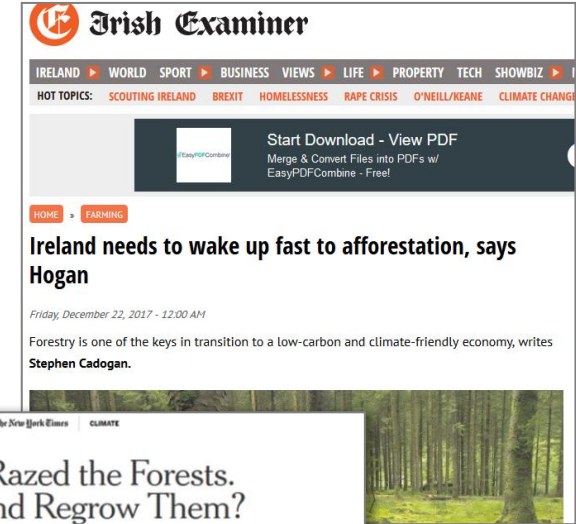 Irish Examiner
IRELAND WORLD SPORT BUSINESS VIEWS LIFE PROPERTY TECH SHOWBIZ
HOT TOPICS: SCOUTING IRELAND BREXIT HOMELESSNESS RAPE CRISIS O'NEILL/KEANE CLIMATE CHANGE
Start Download - View PDF
EasyPDFCombine
Merge & Convert Files into PDFs w/
EasyPDFCombine - Free!
HOME » FARMING
Ireland needs to wake up fast to afforestation, says
Hogan
Friday, December 22, 2017 - 12:00 AM
Forestry is one of the keys in transition to a low-carbon and climate-friendly economy, writes
Stephen Cadogan.
The New York Times CLIMATE
Razed the Forests.
nd Regrow Them?